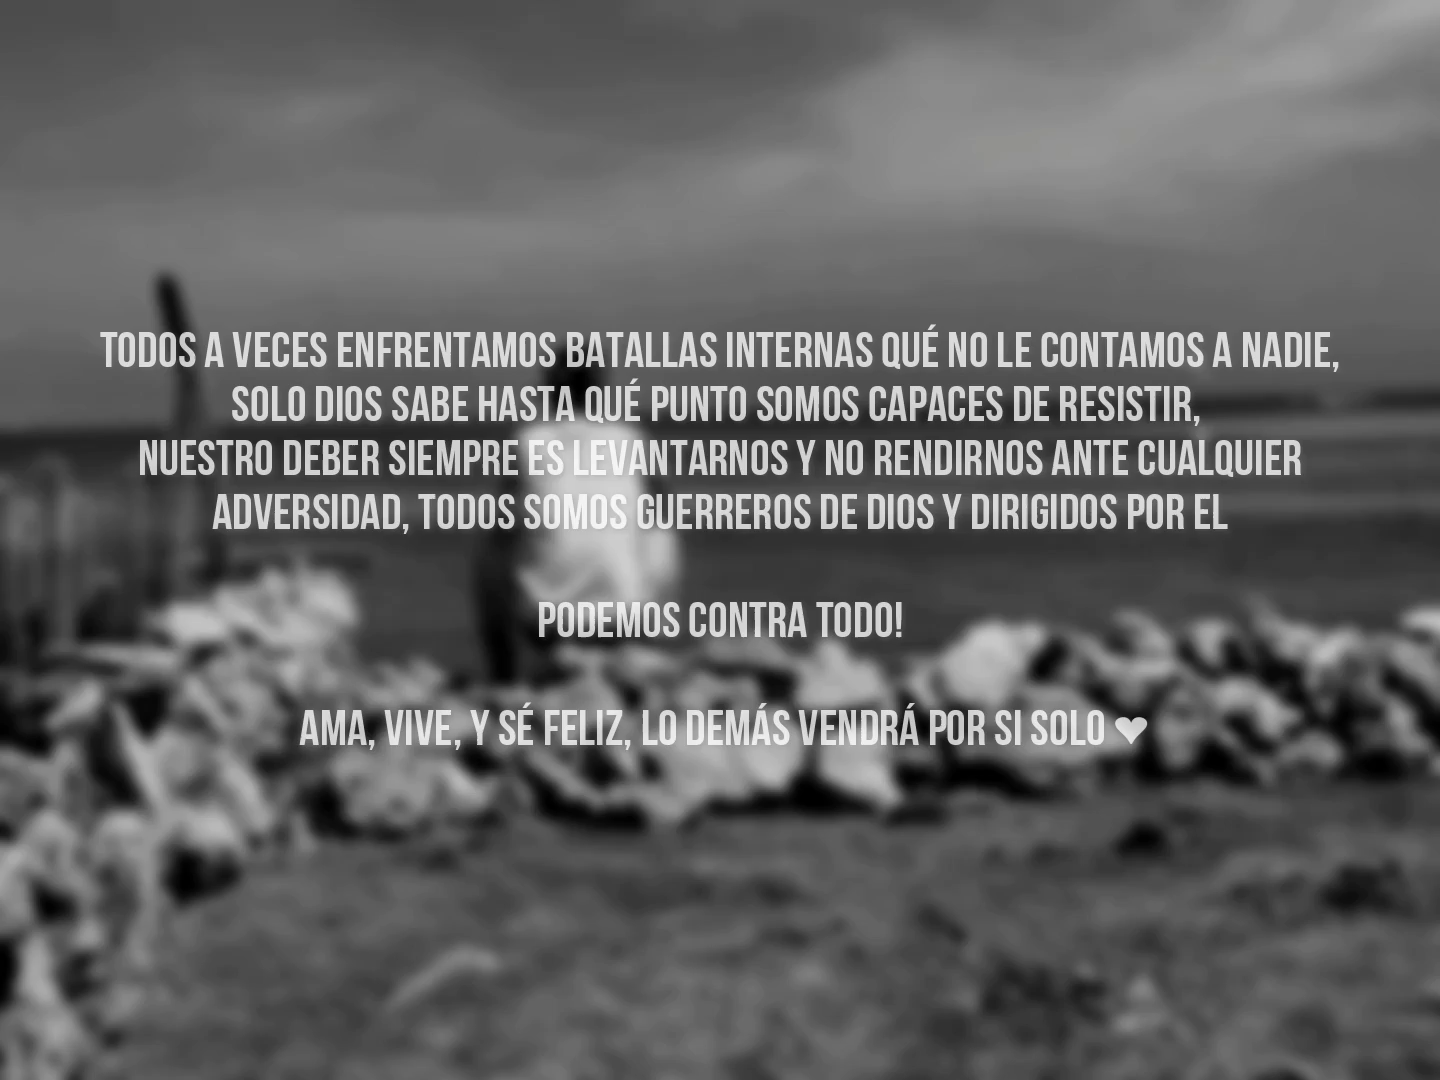 TODOS A VECES ENFRENTAMOS BATALLAS INTERNAS QUÉ NO LE CONTAMOS A NADIE,
SOLO DIOS SABE HASTA QUÉ PUNTO SOMOS CAPACES DE RESISTIR,
NUESTRO DEBER SIEMPRE ES LEVANTARNOS Y NO RENDIRNOS ANTE CUALQUIER
ADVERSIDAD, TODOS SOMOS GUERREROS DE DIOS Y DIRIGIDOS POR EL
PODEMOS CONTRA TODO!
AMA, VIVE, Y SÉ FELIZ, LO DEMÁS VENDRÁ POR SI SOLO ❤